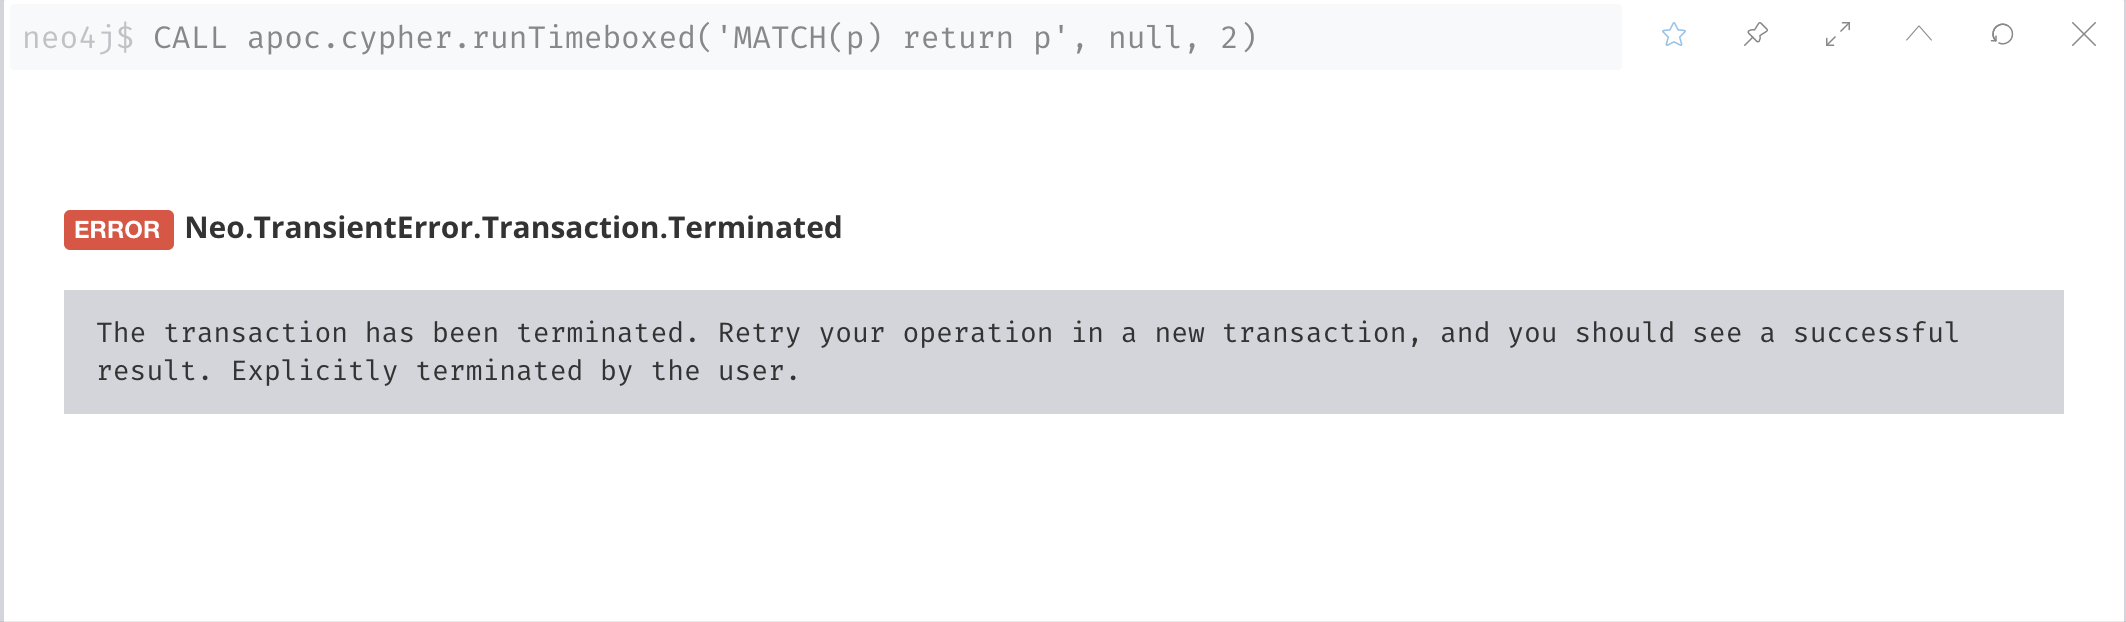 neo4j$ CALL apoc.cypher.runTimeboxed('MATCH(p) return p', null, 2)
ERROR Neo.TransientError.Transaction.Terminated
The transaction has been terminated. Retry your operation in a new transaction, and you should see a successful
result. Explicitly terminated by the user.